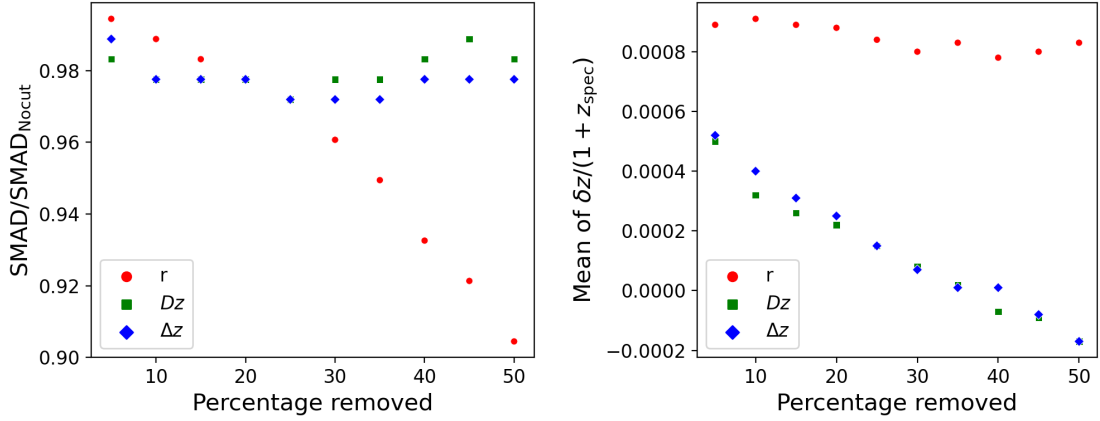 SMAD/SMAD_Nocut
0.98
0.96
0.94
0.92
0.90
r
Dz
Δz
10
20
30
40
50
Percentage removed
Mean of δz/(1 + z_spec)
0.0008
0.0006
0.0004
0.0002
0.0000
−0.0002
r
Dz
Δz
10
20
30
40
50
Percentage removed